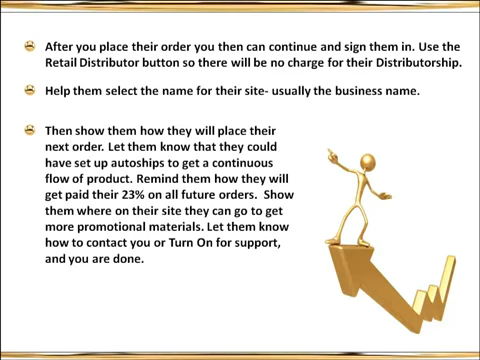 After you place their order you then can continue and sign them in. Use the
Retail Distributor button so there will be no charge for their Distributorship.
Help them select the name for their site- usually the business name.
Then show them how they will place their
next order. Let them know that they could
have set up autoships to get a continuous
flow of product. Remind them how they will
get paid their 23% on all future orders.  Show
them where on their site they can go to get
more promotional materials. Let them know
how to contact you or Turn On for support,
and you are done.